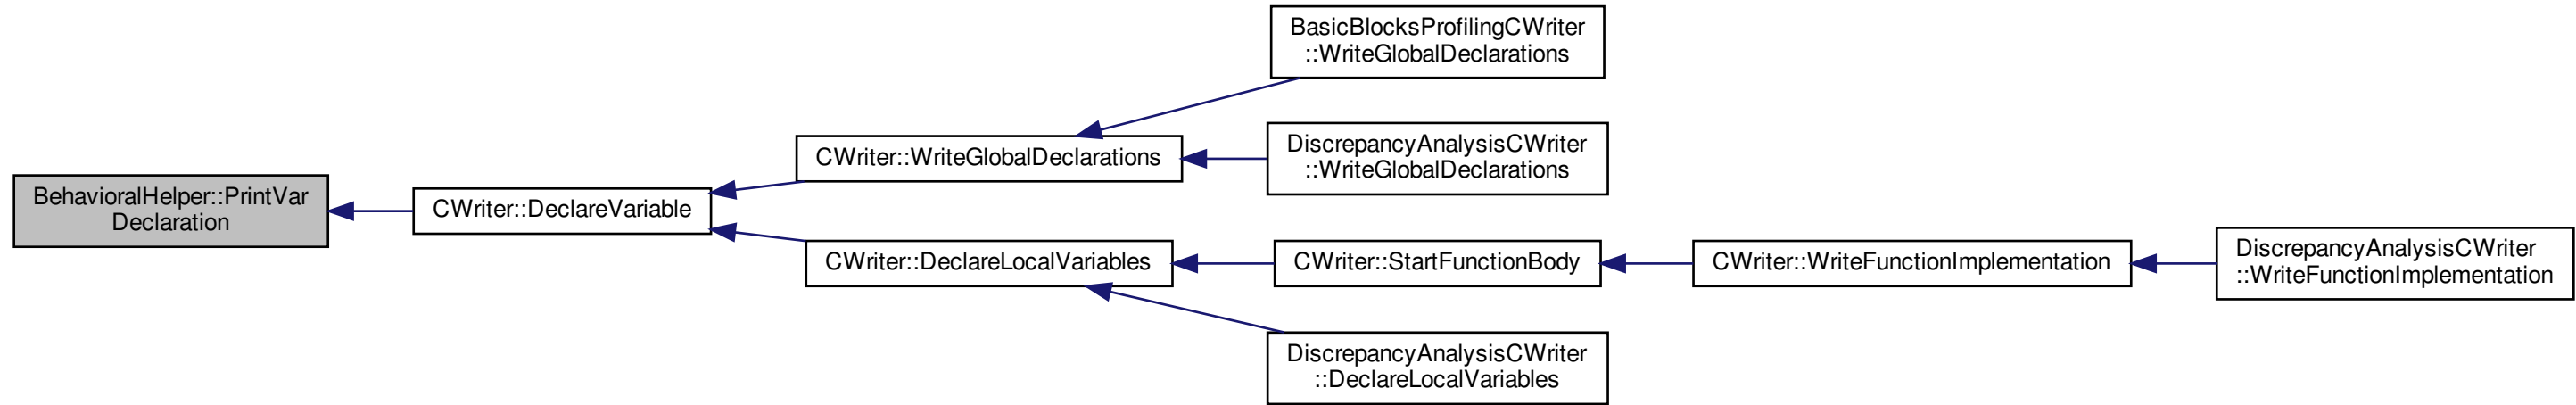 BehavioralHelper::PrintVar
Declaration
CWriter::DeclareVariable
CWriter::WriteGlobalDeclarations
BasicBlocksProfilingCWriter
::WriteGlobalDeclarations
DiscrepancyAnalysisCWriter
::WriteGlobalDeclarations
CWriter::DeclareLocalVariables
CWriter::StartFunctionBody
CWriter::WriteFunctionImplementation
DiscrepancyAnalysisCWriter
::WriteFunctionImplementation
DiscrepancyAnalysisCWriter
::DeclareLocalVariables